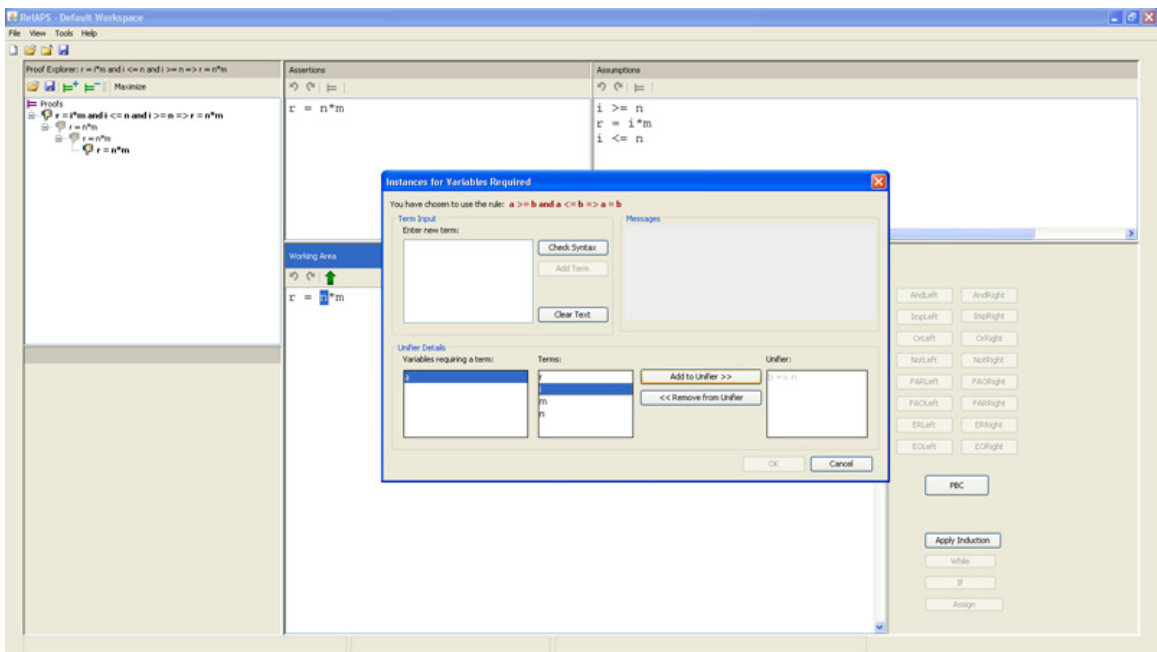 RelAPS - Default Workspace
File View Tools Help
Proof Explorer: r = i*m and i <= n and i >= n => r = n*m
Maximize
Proofs
r = i*m and i <= n and i >= n => r = n*m
r = n*m
r = n*m
r = n*m
Assertions
r = n*m
Assumptions
i >= n
r = i*m
i <= n
Working Area
r = n*m
Instances for Variables Required
You have chosen to use the rule: a >= b and a <= b => a = b
Term Input
Enter new term:
Check Syntax
Add Term
Clear Text
Messages
Unifier Details
Variables requiring a term:
a
Terms:
r
i
m
n
Add to Unifier >>
<< Remove from Unifier
Unifier:
b => n
OK Cancel
AndLeft AndRight
ImpLeft ImpRight
OrLeft OrRight
NotLeft NotRight
FARLeft FAORight
FAOLeft FARRight
ERLeft ERRight
EOLeft EORight
PBC
Apply Induction
While
If
Assign